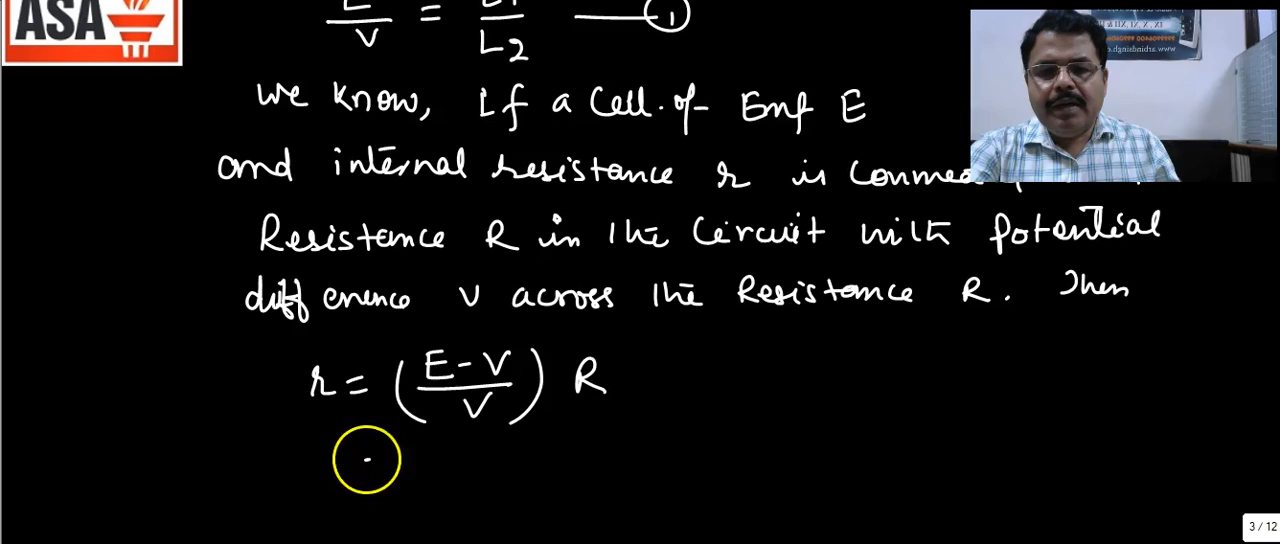 ASA
E/V = L1/L2 ——— 1
We know, If a Cell of Emf E
and internal resistance r is
Resistance R in the Circuit with potential
difference V across the Resistance R. Then
r = (E-V/V) R
3 / 12